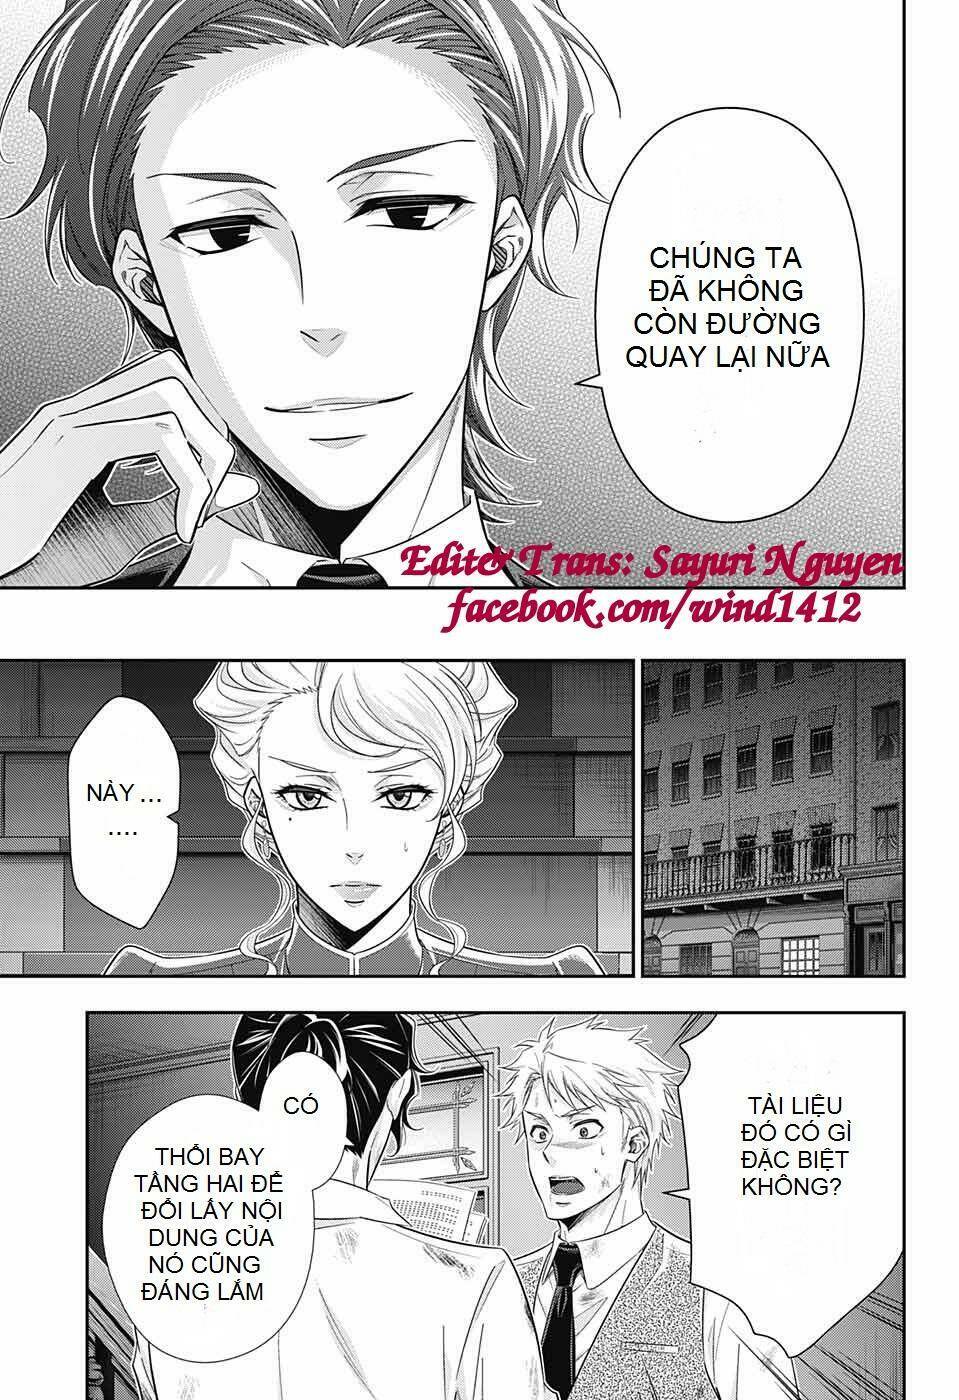 CHÚNG TA
ĐÃ KHÔNG
CÒN ĐƯỜNG
QUAY LẠI NỮA
Edit& Trans: Sayuri Nguyen
facebook.com/wind1412
NÀY ...
....
TÀI LIỆU
ĐÓ CÓ GÌ
ĐẶC BIỆT
KHÔNG?
CÓ
THỔI BAY
TẦNG HAI ĐỂ
ĐỔI LẤY NỘI
DUNG CỦA
NÓ CŨNG
ĐÁNG LẮM